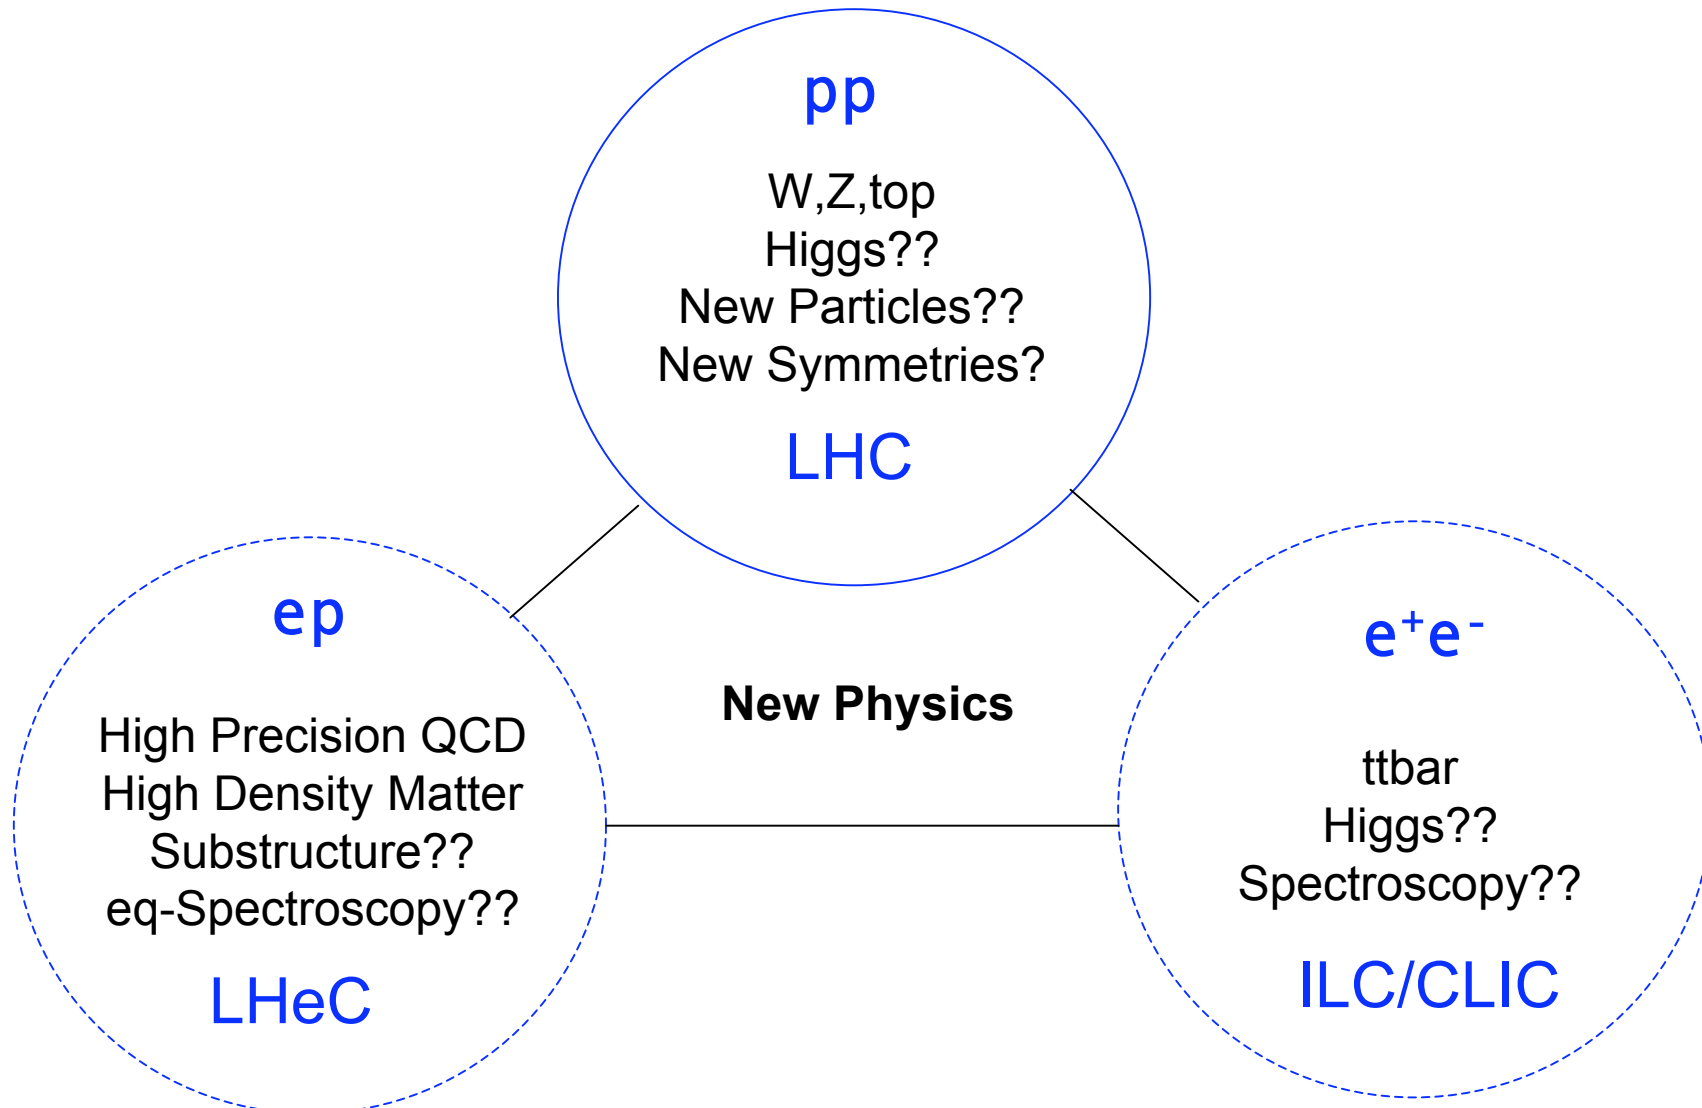 pp
W,Z,top
Higgs??
New Particles??
New Symmetries?
LHC
ep
High Precision QCD
High Density Matter
Substructure??
eq-Spectroscopy??
LHeC
New Physics
e⁺e⁻
ttbar
Higgs??
Spectroscopy??
ILC/CLIC